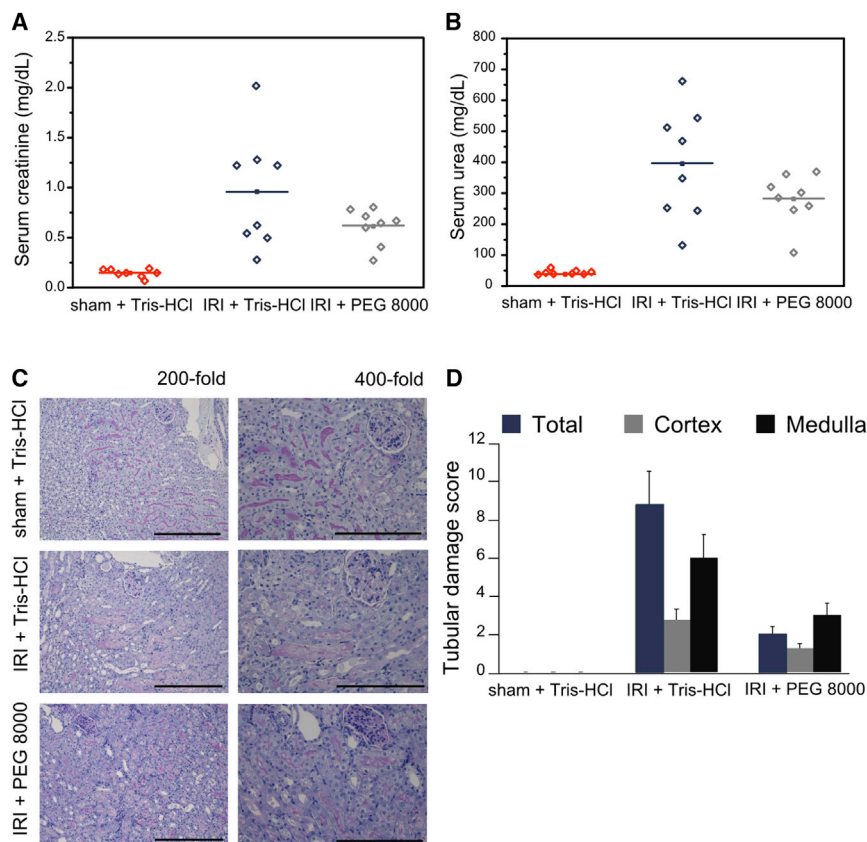 A
Serum creatinine (mg/dL)
2.5
2.0
1.5
1.0
0.5
0.0
sham + Tris-HCl IRI + Tris-HCl IRI + PEG 8000
B
Serum urea (mg/dL)
800
700
600
500
400
300
200
100
0
sham + Tris-HCl IRI + Tris-HCl IRI + PEG 8000
C
200-fold 400-fold
sham + Tris-HCl
IRI + Tris-HCl
IRI + PEG 8000
D
Total Cortex Medulla
Tubular damage score
12
10
8
6
4
2
0
sham + Tris-HCl IRI + Tris-HCl IRI + PEG 8000